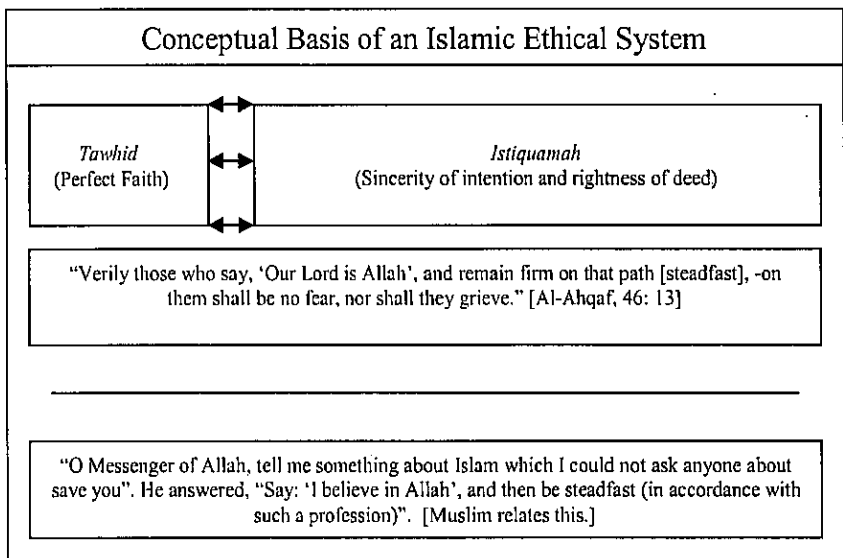 Conceptual Basis of an Islamic Ethical System
Tawhid
(Perfect Faith)
Istiquamah
(Sincerity of intention and rightness of deed)
“Verily those who say, ‘Our Lord is Allah’, and remain firm on that path [steadfast], -on
them shall be no fear, nor shall they grieve.” [Al-Ahqaf, 46: 13]
“O Messenger of Allah, tell me something about Islam which I could not ask anyone about
save you”. He answered, “Say: ‘I believe in Allah’, and then be steadfast (in accordance with
such a profession)”. [Muslim relates this.]